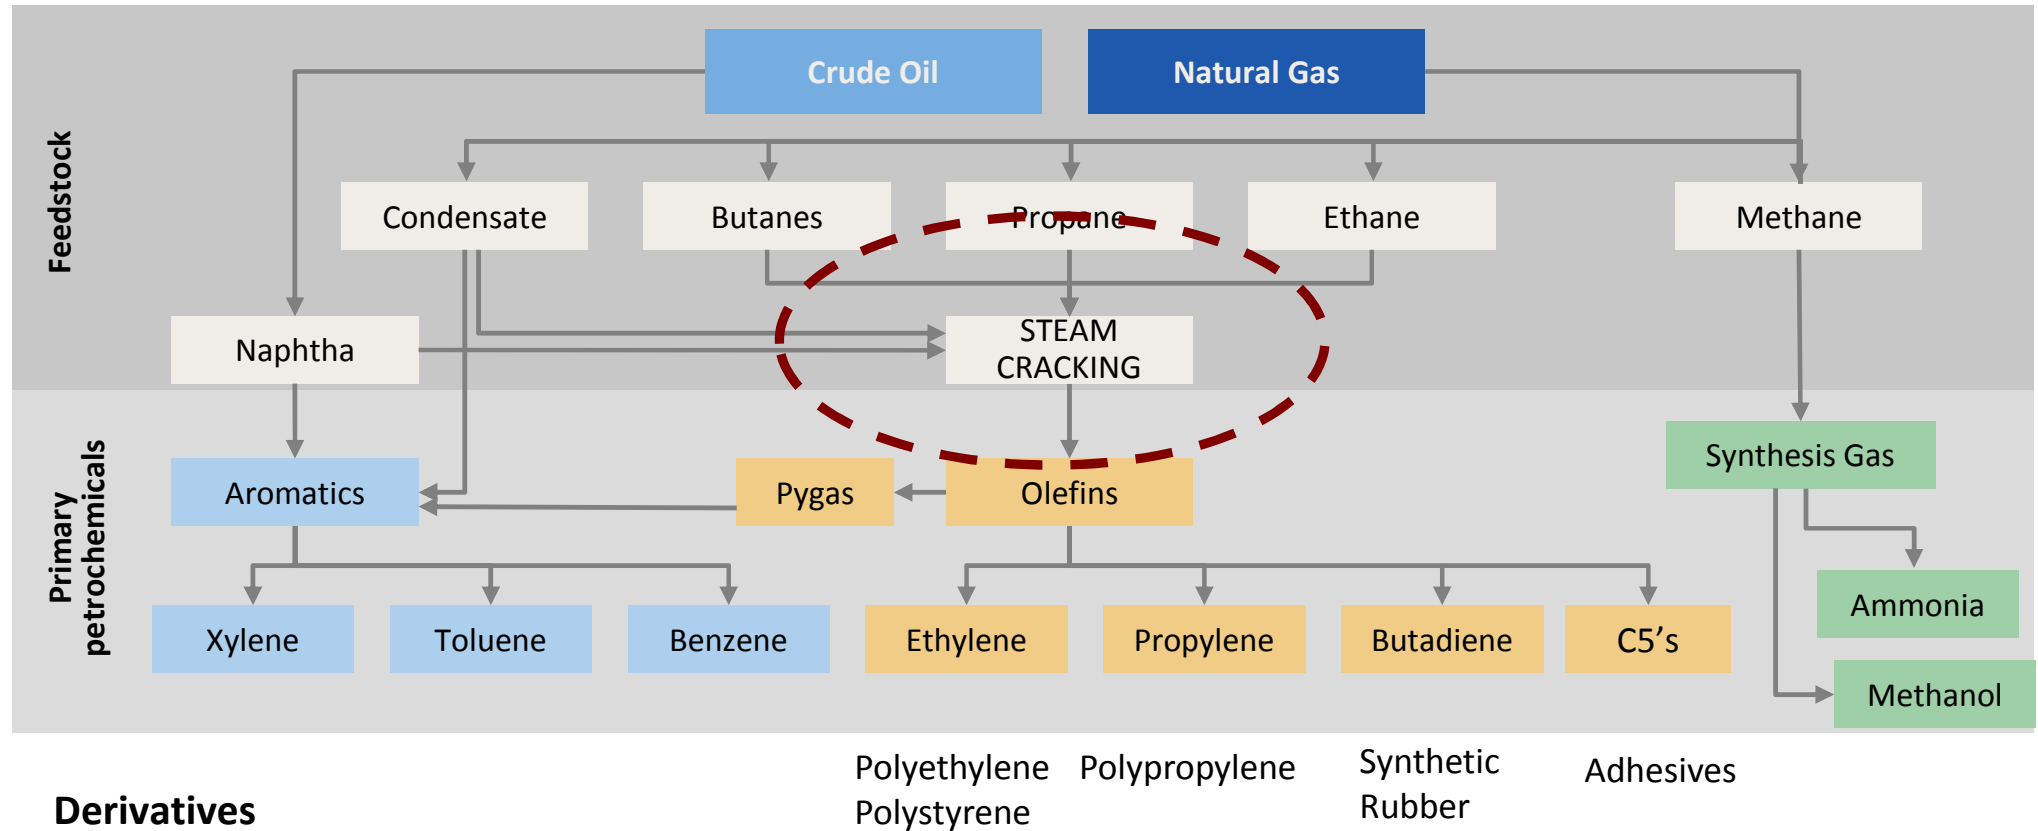 Crude Oil
Natural Gas
Feedstock
Condensate
Butanes
Propane
Ethane
Methane
Naphtha
STEAM
CRACKING
Primary
petrochemicals
Aromatics
Pygas
Olefins
Synthesis Gas
Xylene
Toluene
Benzene
Ethylene
Propylene
Butadiene
C5’s
Ammonia
Methanol
Derivatives
Polyethylene
Polystyrene
Polypropylene
Synthetic
Rubber
Adhesives